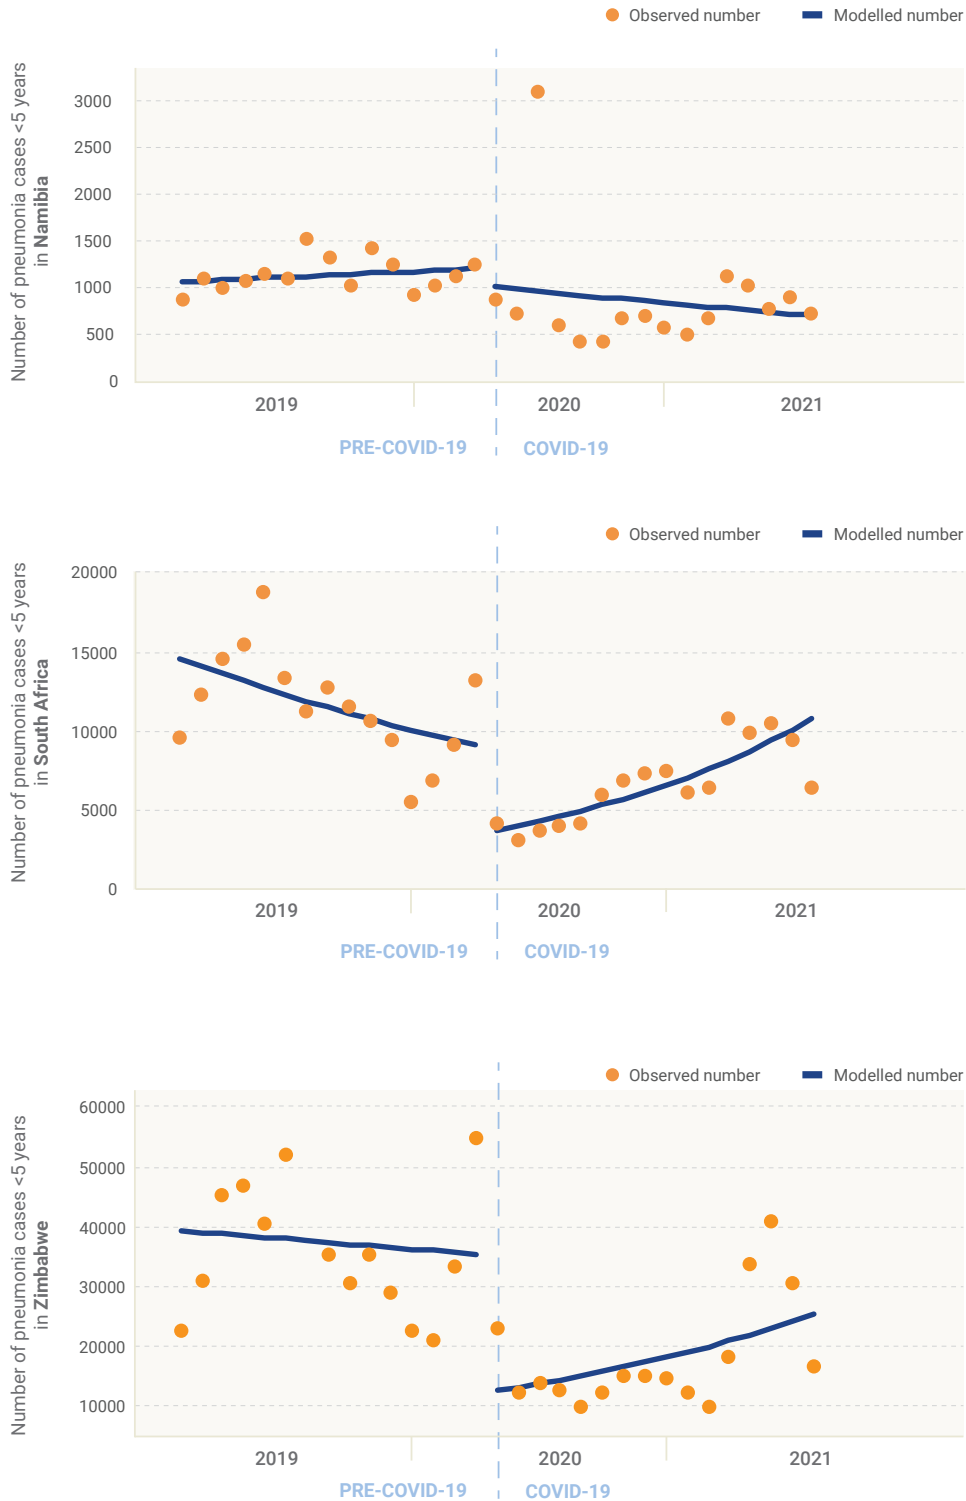 Observed number
Modelled number
Number of pneumonia cases <5 years
in Namibia
3000
2500
2000
1500
1000
500
0
2019
2020
2021
PRE-COVID-19
COVID-19
Observed number
Modelled number
Number of pneumonia cases <5 years
in South Africa
20000
15000
10000
5000
0
2019
2020
2021
PRE-COVID-19
COVID-19
Observed number
Modelled number
Number of pneumonia cases <5 years
in Zimbabwe
60000
50000
40000
30000
20000
10000
2019
2020
2021
PRE-COVID-19
COVID-19